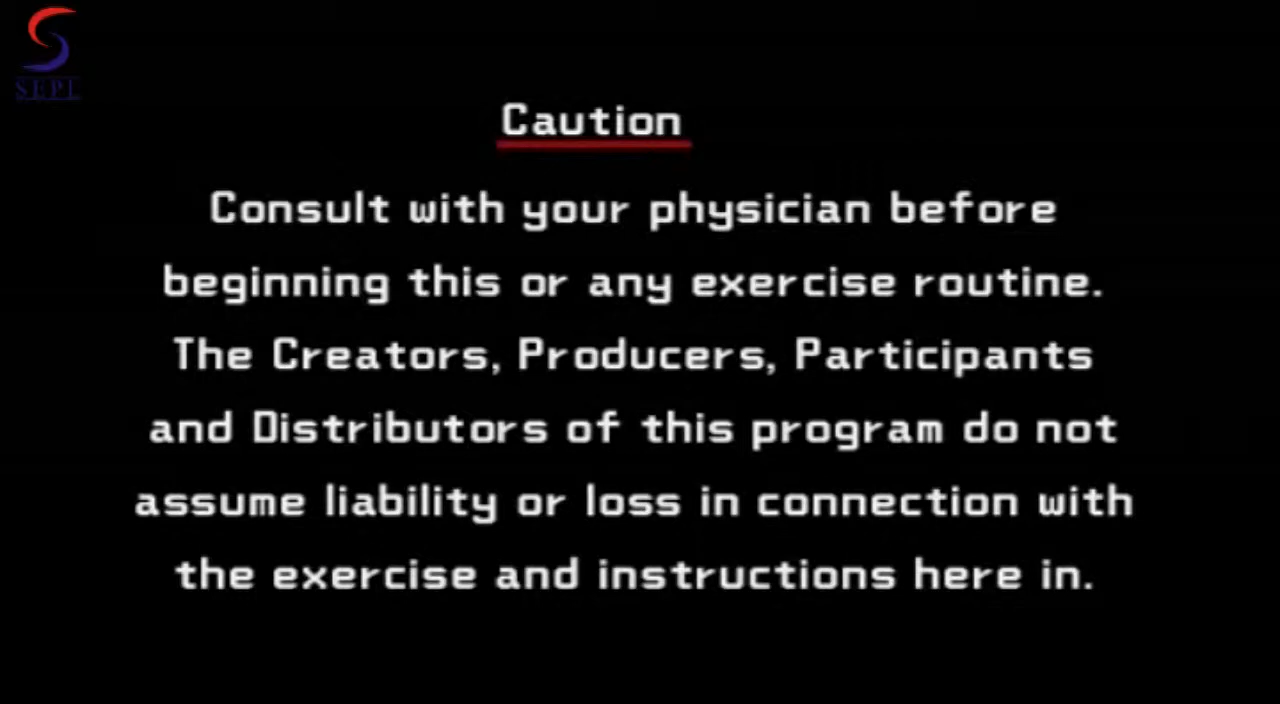 SEPL
Caution
Consult with your physician before
beginning this or any exercise routine.
The Creators, Producers, Participants
and Distributors of this program do not
assume liability or loss in connection with
the exercise and instructions here in.